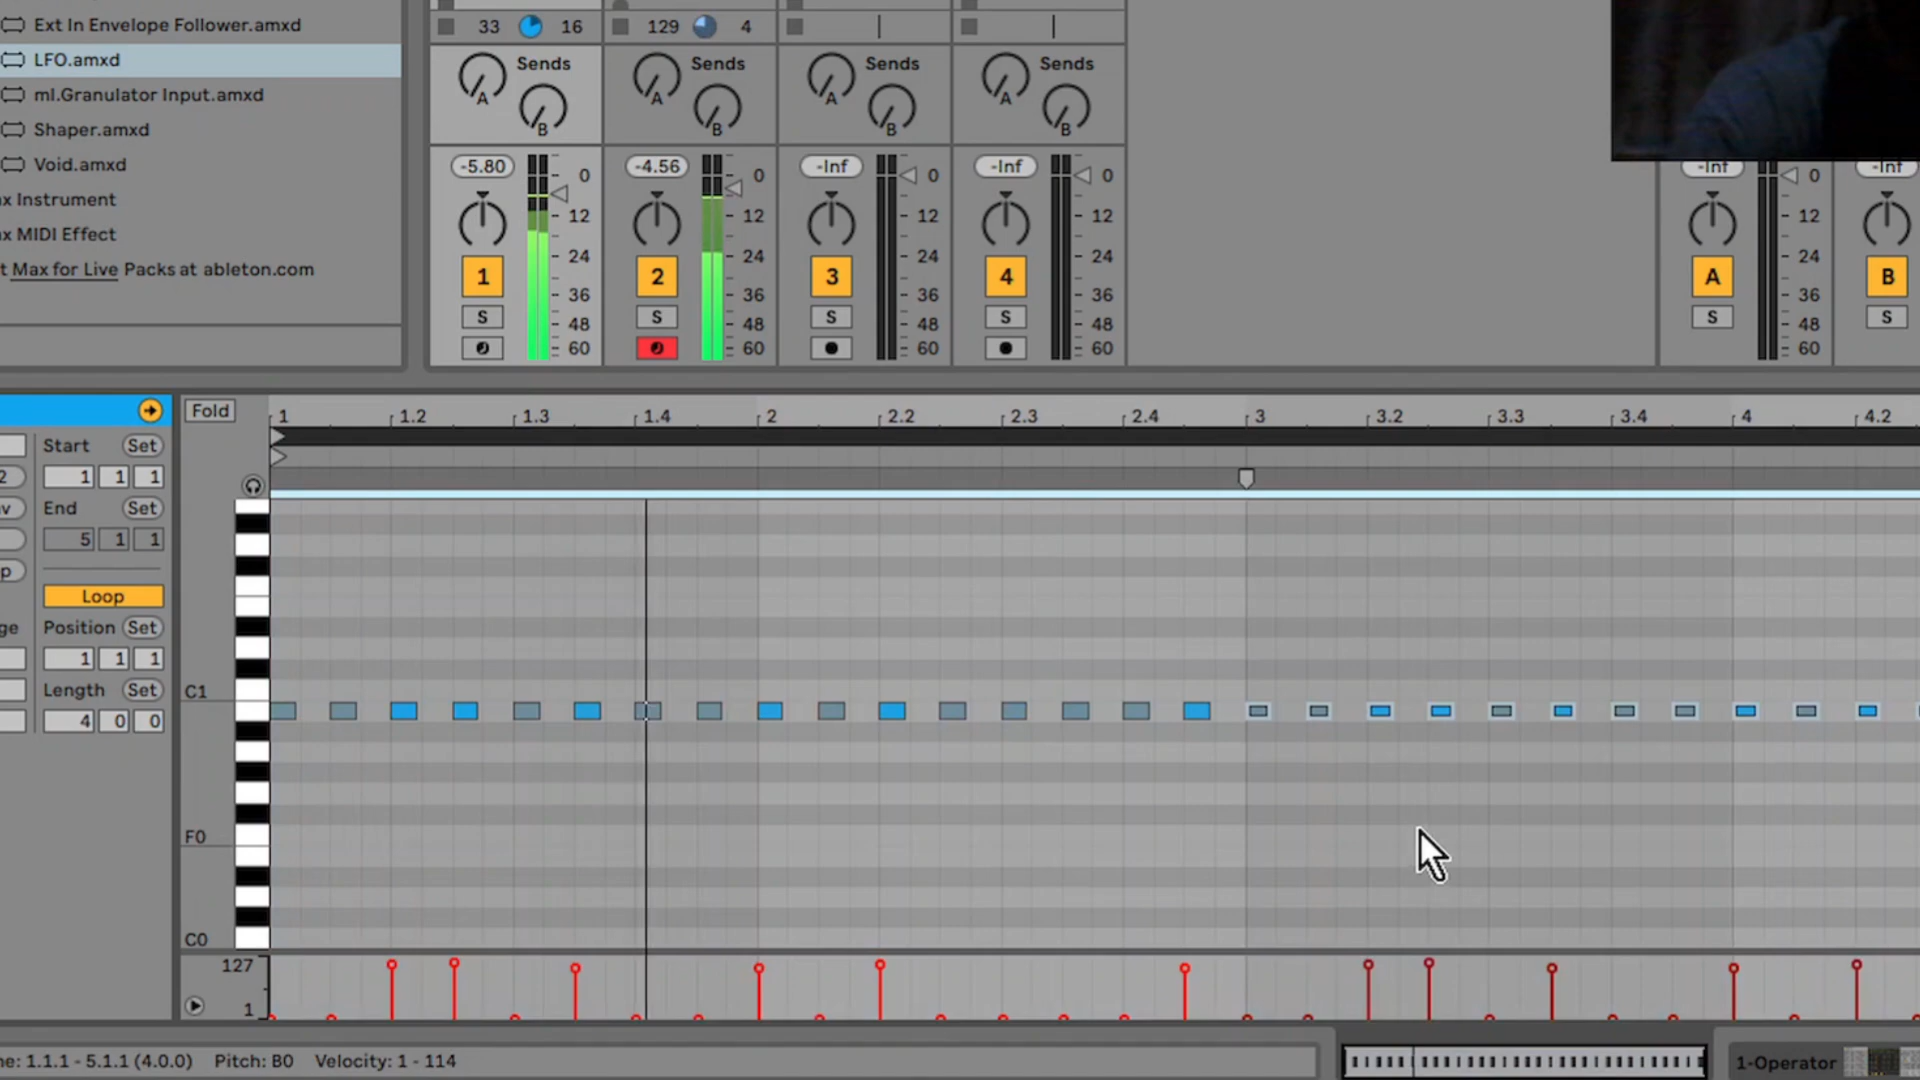 Ext In Envelope Follower.amxd
LFO.amxd
ml.Granulator Input.amxd
Shaper.amxd
Void.amxd
x Instrument
x MIDI Effect
t Max for Live Packs at ableton.com
33 16 129 4
Sends Sends Sends Sends
A A A A
B B B B
-5.80 0 -4.56 0 -Inf 0 -Inf 0 -Inf 0 -Inf
12 12 12 12 12
1 24 2 24 3 24 4 24 A 24 B
36 36 36 36 36
S 48 S 48 S 48 S 48 S 48 S
60 60 60 60 60
Fold 1 1.2 1.3 1.4 2 2.2 2.3 2.4 3 3.2 3.3 3.4 4 4.2
Start Set
2 1 1 1
v End Set
5 1 1
p
Loop
ge Position Set
1 1 1
Length Set
4 0 0
C1
F0
C0
127
1
ne: 1.1.1 - 5.1.1 (4.0.0) Pitch: B0 Velocity: 1 - 114
1-Operator